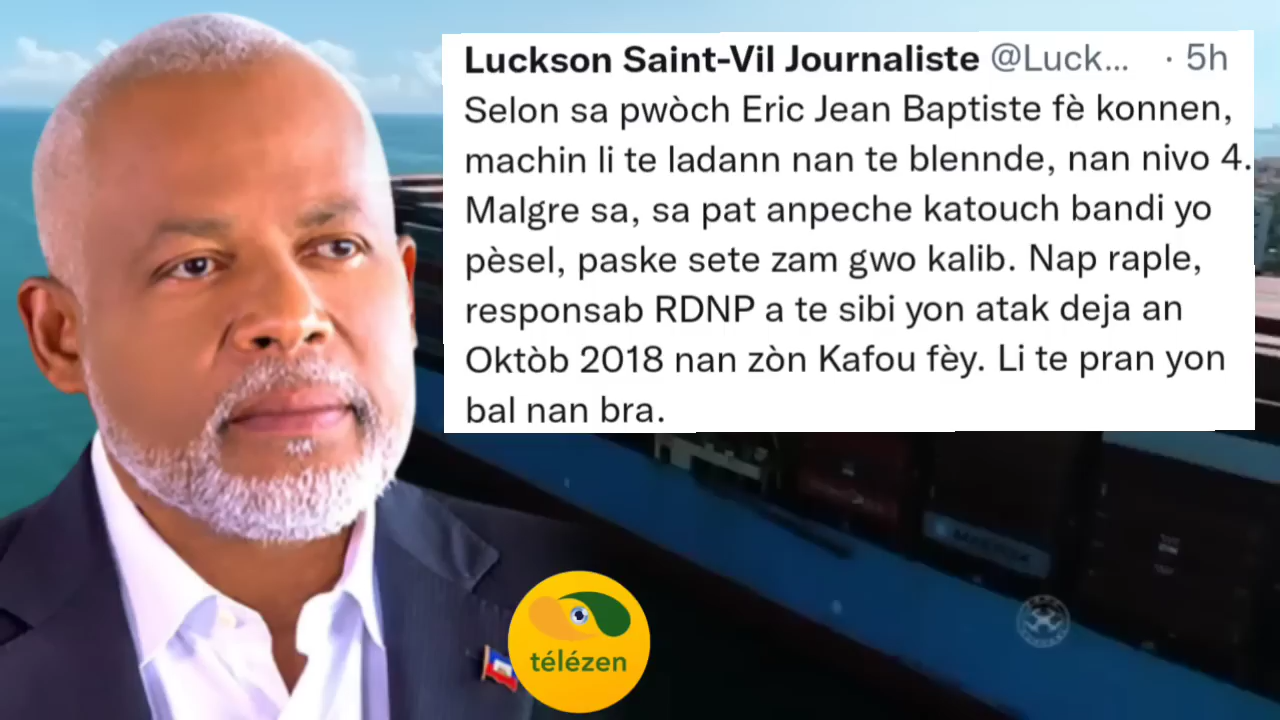 Luckson Saint-Vil Journaliste @Luck... · 5h
Selon sa pwòch Eric Jean Baptiste fè konnen,
machin li te ladann nan te blennde, nan nivo 4.
Malgre sa, sa pat anpeche katouch bandi yo
pèsel, paske sete zam gwo kalib. Nap raple,
responsab RDNP a te sibi yon atak deja an
Oktòb 2018 nan zòn Kafou fèy. Li te pran yon
bal nan bra.
télézen